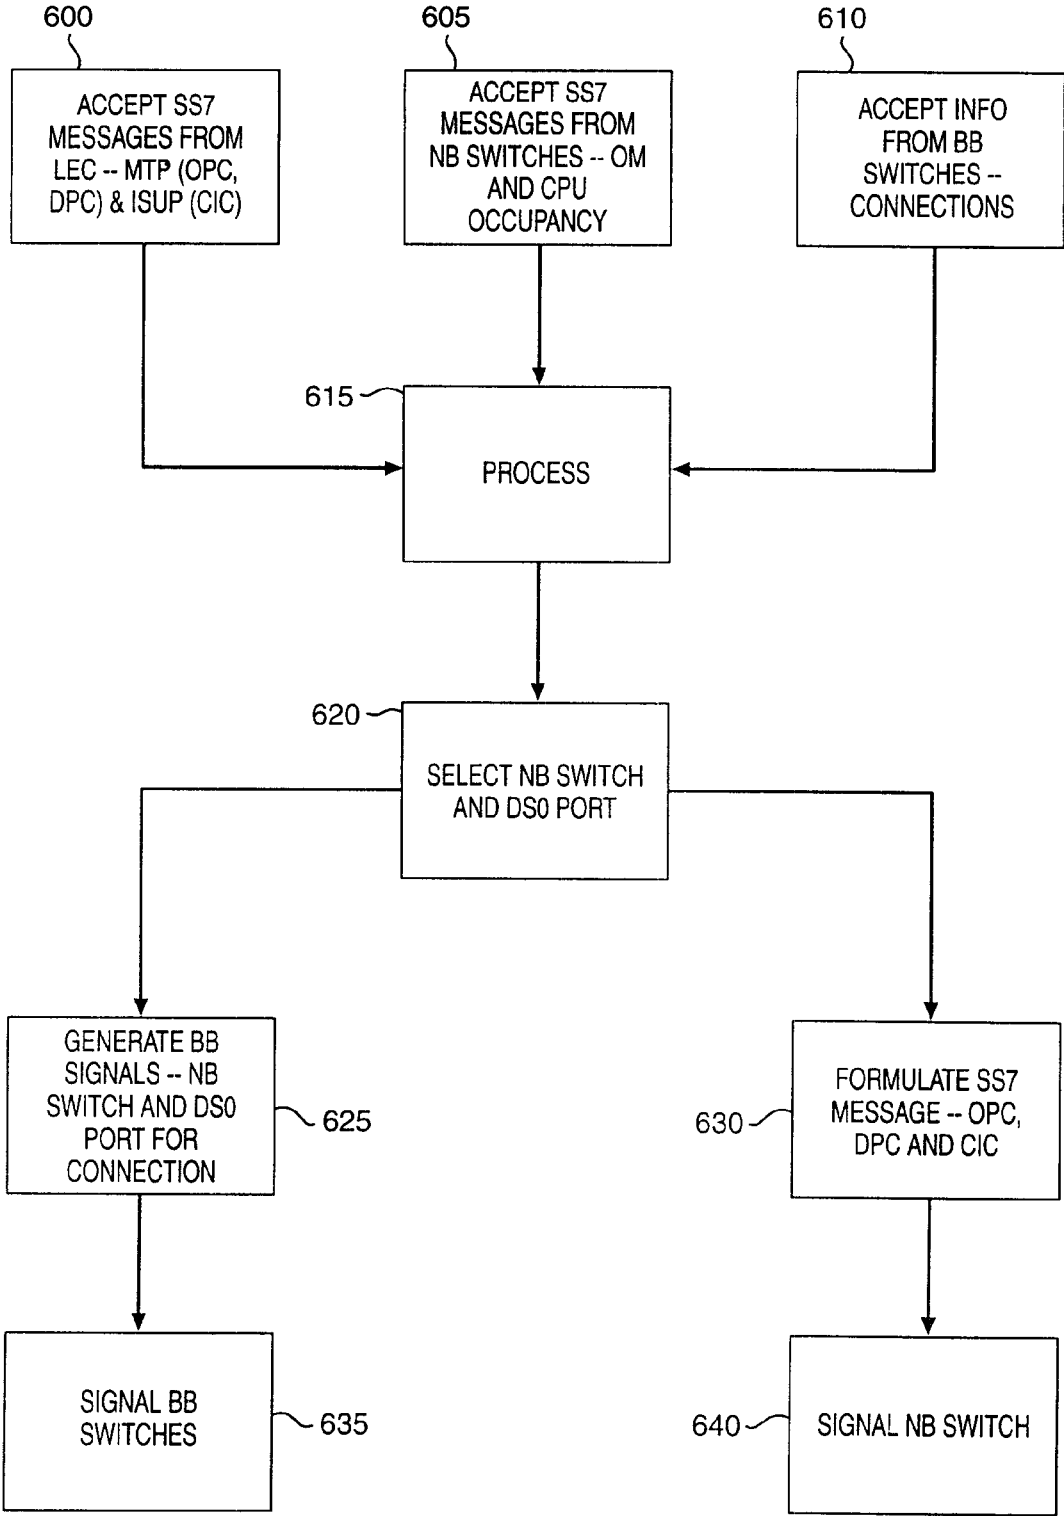 600
605
610
ACCEPT SS7
MESSAGES FROM
LEC -- MTP (OPC,
DPC) & ISUP (CIC)
ACCEPT SS7
MESSAGES FROM
NB SWITCHES -- OM
AND CPU
OCCUPANCY
ACCEPT INFO
FROM BB
SWITCHES --
CONNECTIONS
615
PROCESS
620
SELECT NB SWITCH
AND DS0 PORT
GENERATE BB
SIGNALS -- NB
SWITCH AND DS0
PORT FOR
CONNECTION
625
630
FORMULATE SS7
MESSAGE -- OPC,
DPC AND CIC
SIGNAL BB
SWITCHES
635
640
SIGNAL NB SWITCH